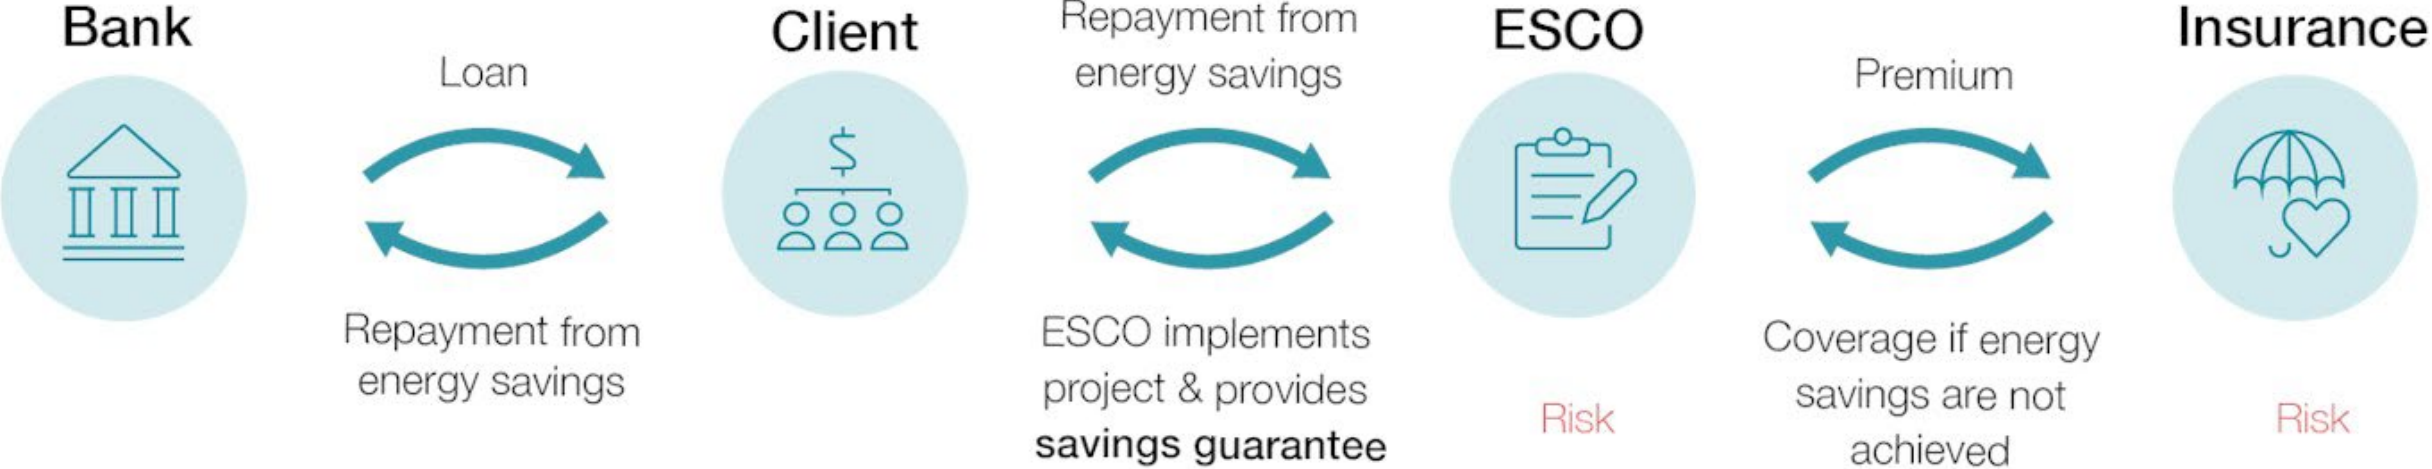 Bank
Loan
Repayment from
energy savings
Client
Repayment from
energy savings
ESCO implements
project & provides
savings guarantee
ESCO
Risk
Premium
Coverage if energy
savings are not
achieved
Insurance
Risk